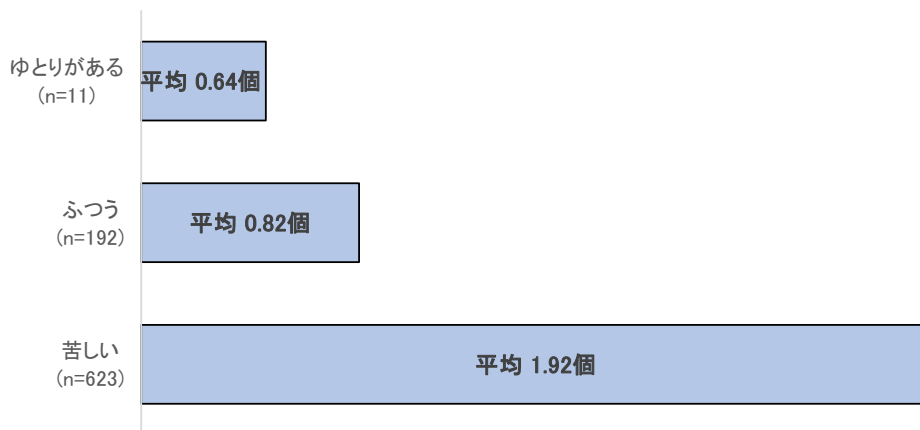 ゆとりがある
(n=11)
平均 0.64個
ふつう
(n=192)
平均 0.82個
苦しい
(n=623)
平均 1.92個